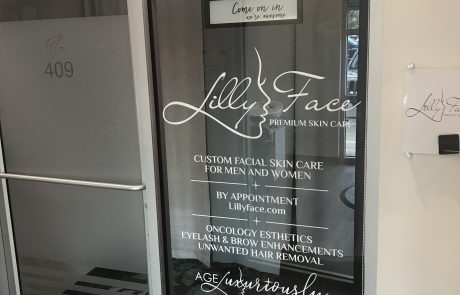 Come on in
we're awesome
409
Lilly Face
PREMIUM SKIN CARE
CUSTOM FACIAL SKIN CARE
FOR MEN AND WOMEN
BY APPOINTMENT
Lillyface.com
ONCOLOGY ESTHETICS
EYELASH & BROW ENHANCEMENTS
UNWANTED HAIR REMOVAL
AGE Luxuriously
Lilly Face